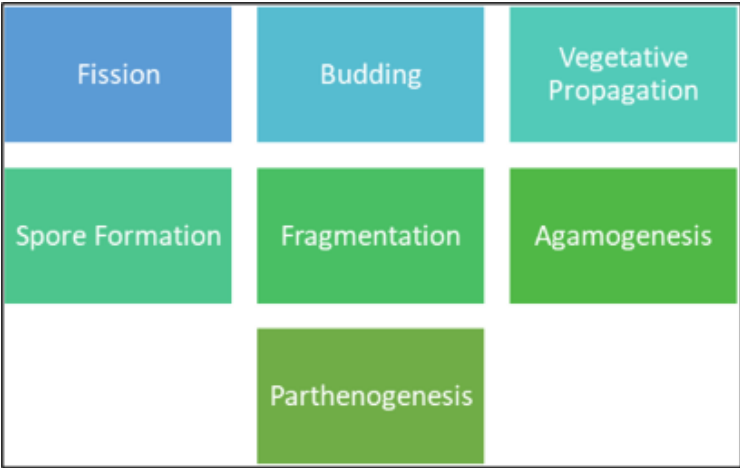 Fission
Budding
Vegetative
Propagation
Spore Formation
Fragmentation
Agamogenesis
Parthenogenesis